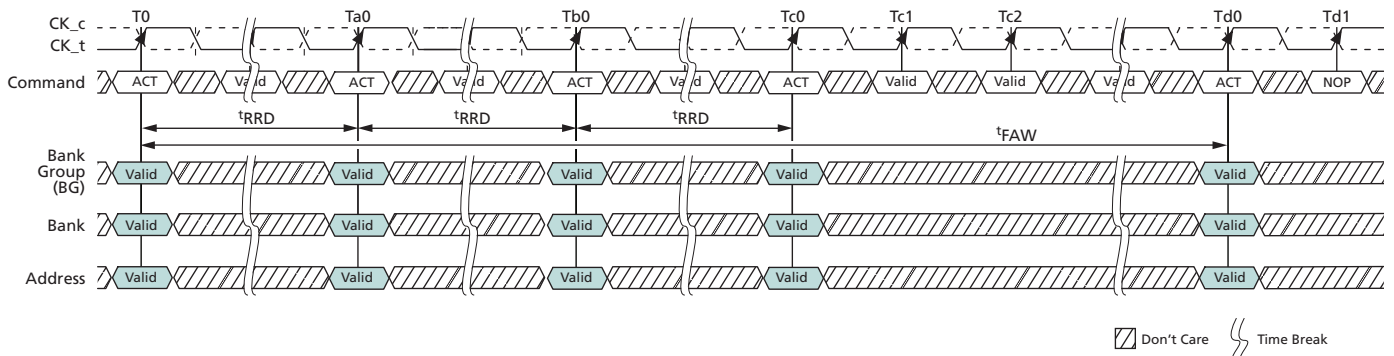 T0 Ta0 Tb0 Tc0 Tc1 Tc2 Td0 Td1
CK_c
CK_t
Command ACT Valid ACT Valid ACT Valid ACT Valid Valid Valid ACT NOP
tRRD tRRD tRRD
tFAW
Bank
Group
(BG)
Valid Valid Valid Valid Valid
Bank Valid Valid Valid Valid Valid
Address Valid Valid Valid Valid Valid
Don't Care Time Break